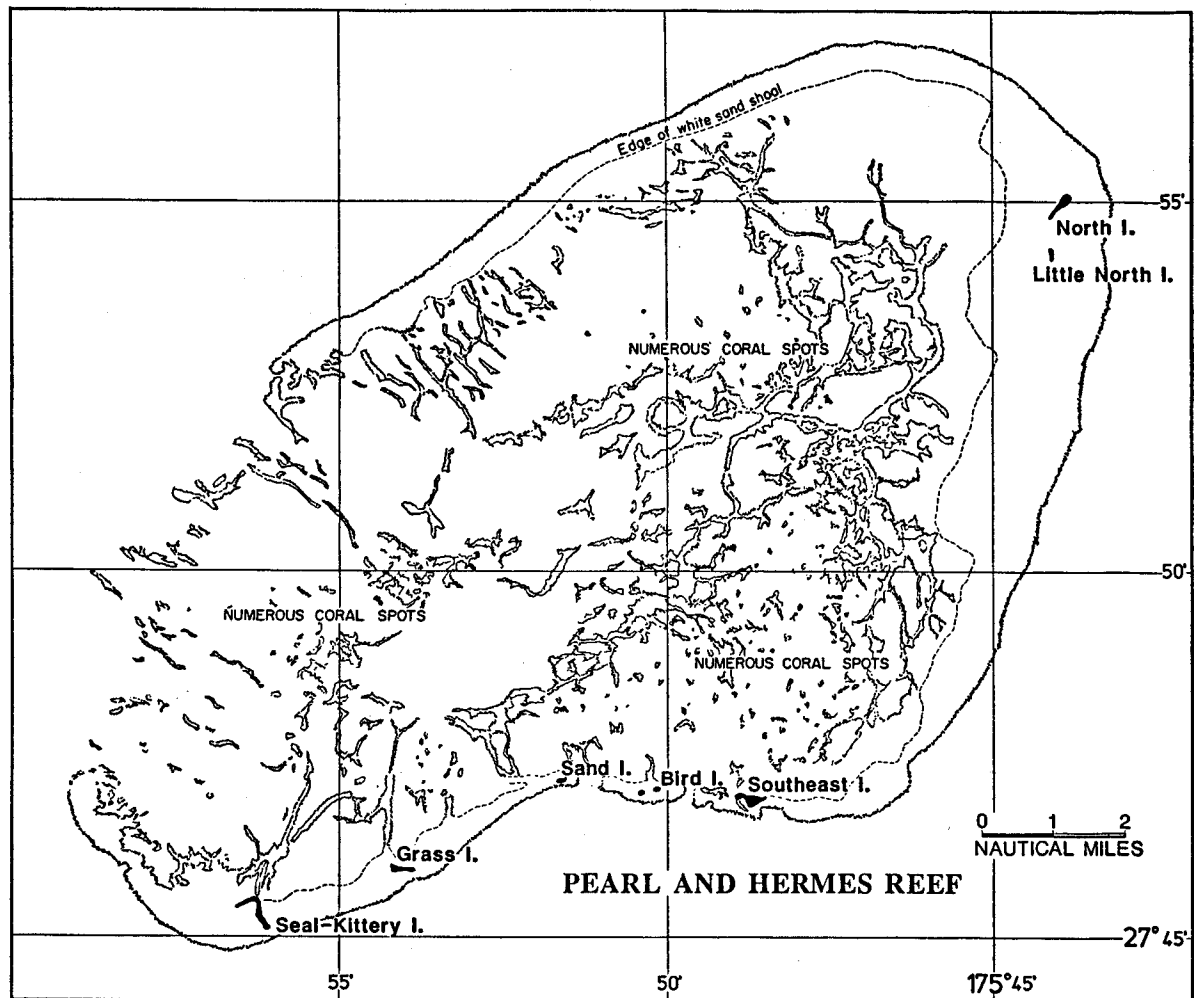 Edge of white sand shoal
55'
North I.
Little North I.
NUMEROUS CORAL SPOTS
50'
NUMEROUS CORAL SPOTS
NUMEROUS CORAL SPOTS
Sand I.
Bird I.
Southeast I.
0 1 2
NAUTICAL MILES
Grass I.
PEARL AND HERMES REEF
Seal-Kittery I.
27° 45'
55'
50'
175° 45'